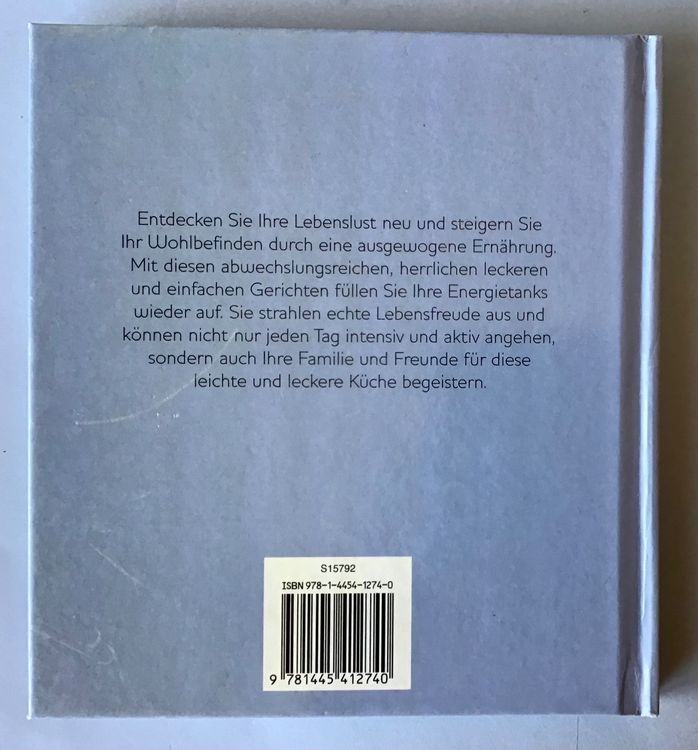 Entdecken Sie Ihre Lebenslust neu und steigern Sie
Ihr Wohlbefinden durch eine ausgewogene Ernährung.
Mit diesen abwechslungsreichen, herrlichen leckeren
und einfachen Gerichten füllen Sie Ihre Energietanks
wieder auf. Sie strahlen echte Lebensfreude aus und
können nicht nur jeden Tag intensiv und aktiv angehen,
sondern auch Ihre Familie und Freunde für diese
leichte und leckere Küche begeistern.
S15792
ISBN 978-1-4454-1274-0
9 781445 412740